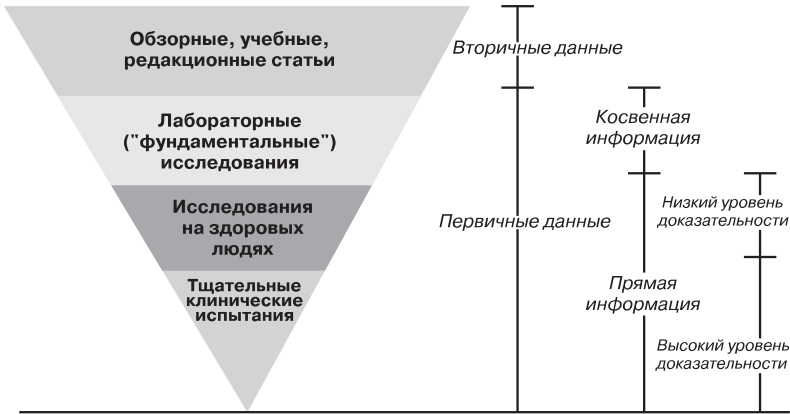 Обзорные, учебные,
редакционные статьи
Вторичные данные
Лабораторные
("фундаментальные")
исследования
Косвенная
информация
Исследования
на здоровых
людях
Первичные данные
Низкий уровень
доказательности
Тщательные
клинические
испытания
Прямая
информация
Высокий уровень
доказательности